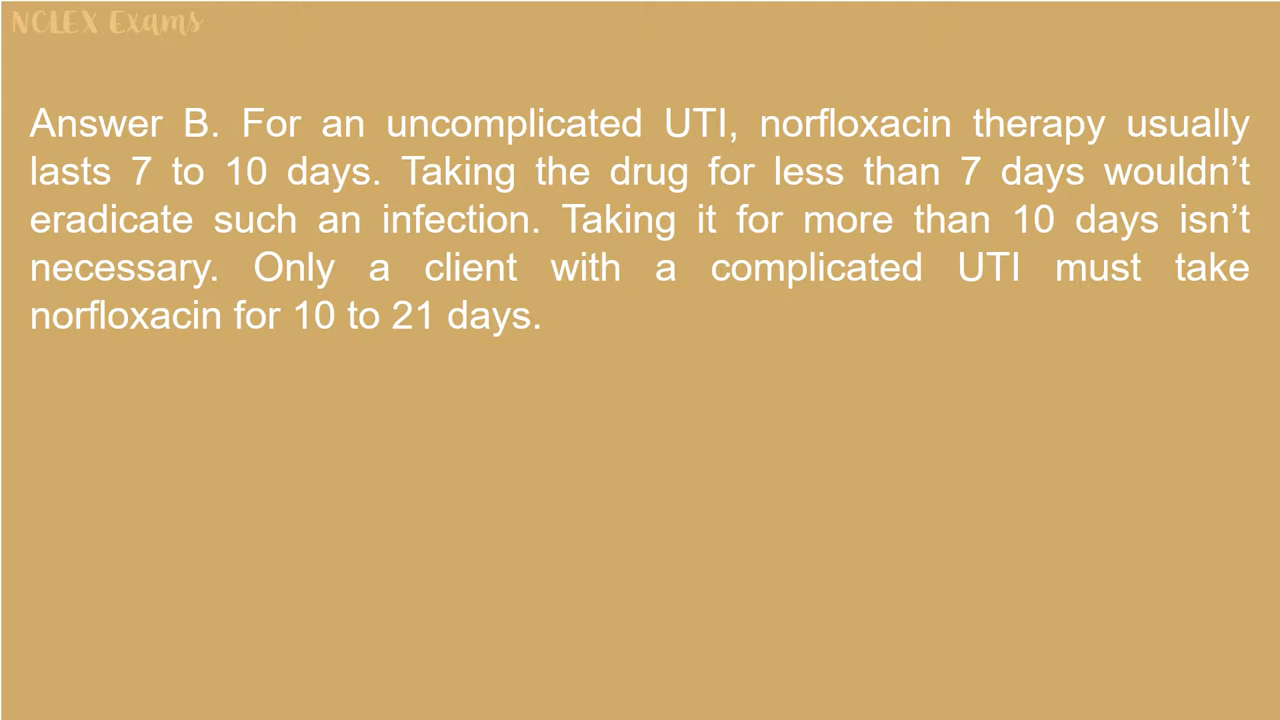 NCLEX Exams
Answer B. For an uncomplicated UTI, norfloxacin therapy usually
lasts 7 to 10 days. Taking the drug for less than 7 days wouldn’t
eradicate such an infection. Taking it for more than 10 days isn’t
necessary. Only a client with a complicated UTI must take
norfloxacin for 10 to 21 days.